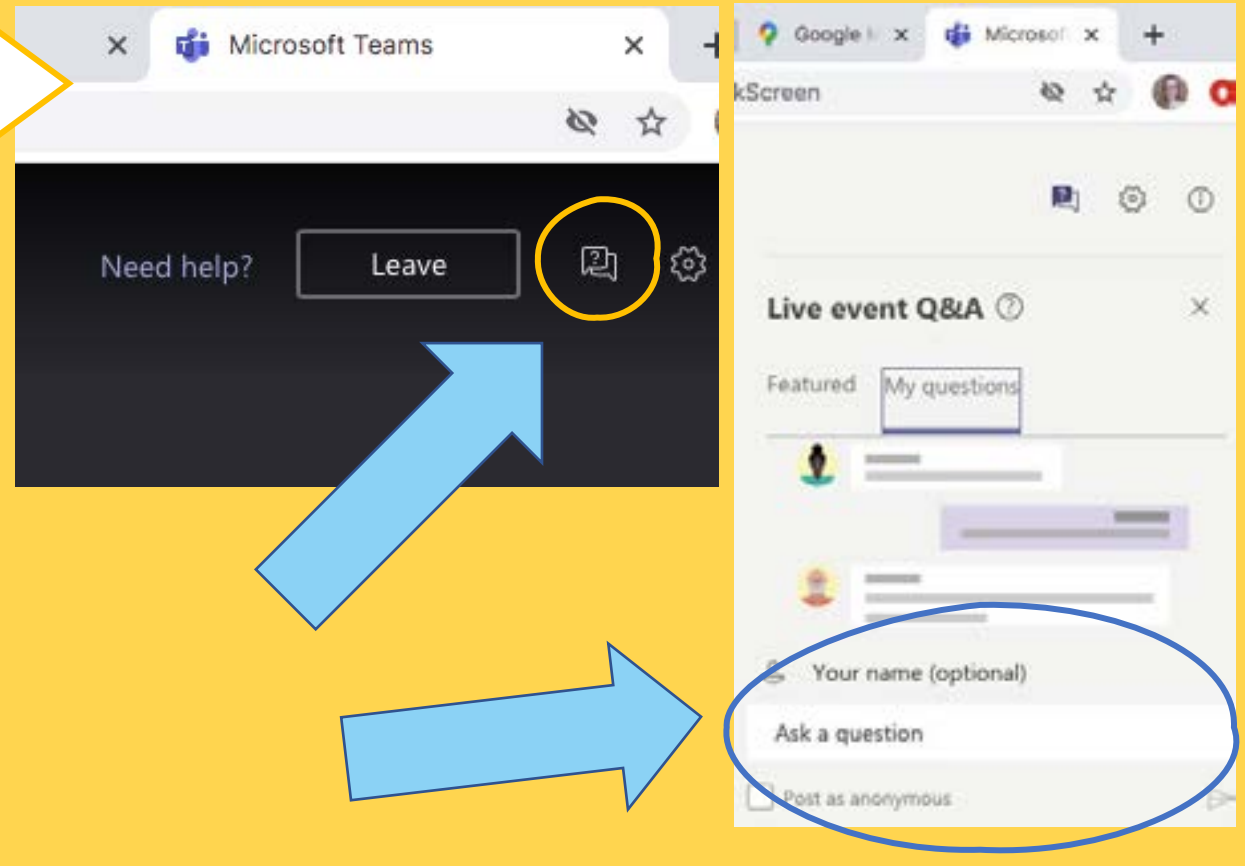 Microsoft Teams
Need help?
Leave
Google
Microsof
kScreen
Live event Q&A
Featured
My questions
Your name (optional)
Ask a question
Post as anonymous